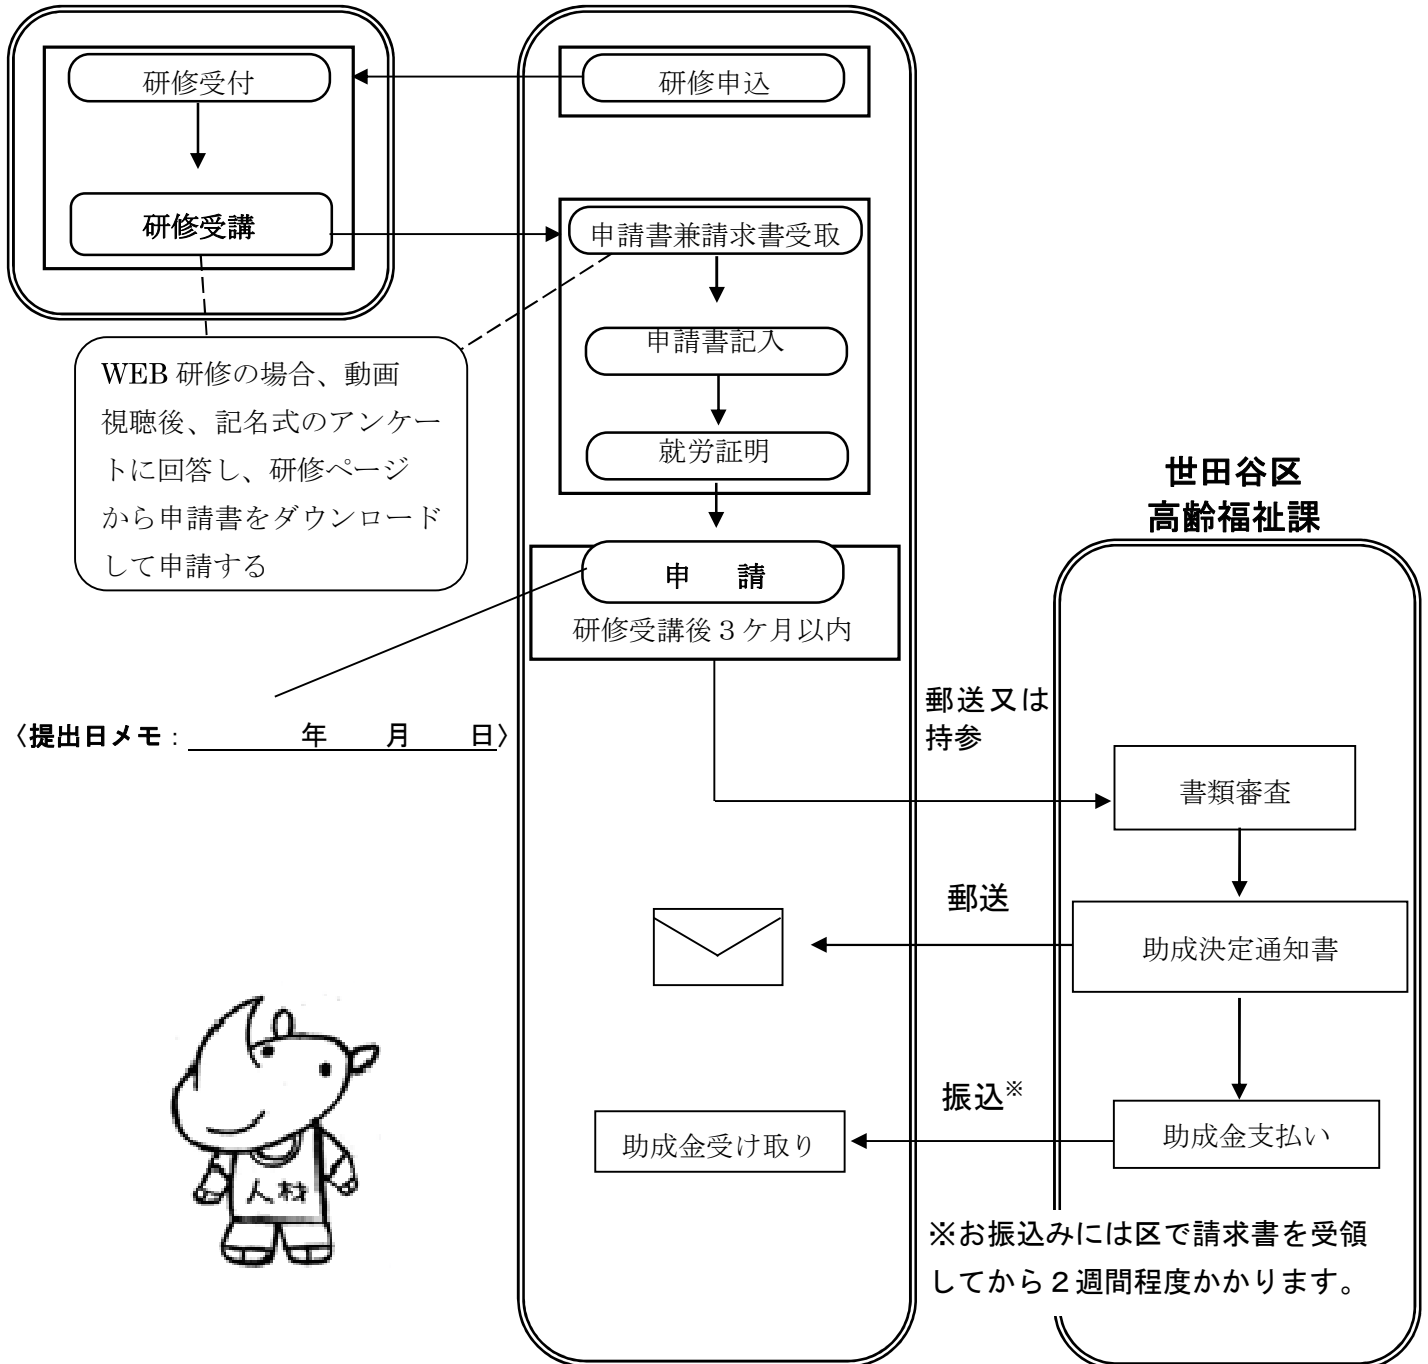 研修受付
研修申込
研修受講
申請書兼請求書受取
申請書記入
就労証明
WEB 研修の場合、動画
視聴後、記名式のアンケー
トに回答し、研修ページ
から申請書をダウンロード
して申請する
世田谷区
高齢福祉課
申 請
研修受講後３ケ月以内
〈提出日メモ： 年 月 日〉
郵送又は
持参
書類審査
郵送
助成決定通知書
振込※
助成金受け取り
助成金支払い
人材
※お振込みには区で請求書を受領
してから２週間程度かかります。